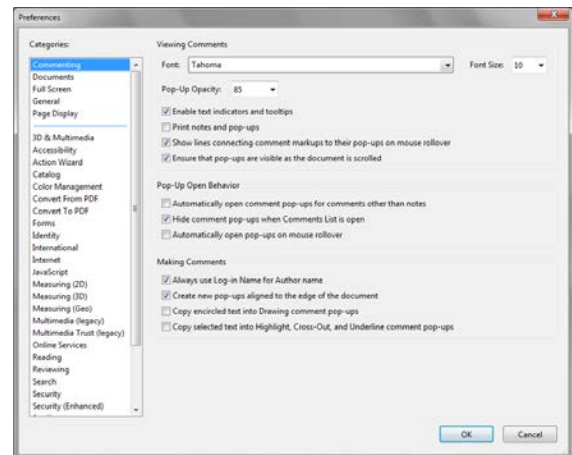 Preferences
Categories:
Commenting
Documents
Full Screen
General
Page Display
3D & Multimedia
Accessibility
Action Wizard
Catalog
Color Management
Convert From PDF
Convert To PDF
Forms
Identity
International
Internet
JavaScript
Measuring (2D)
Measuring (3D)
Measuring (Geo)
Multimedia (legacy)
Multimedia Trust (legacy)
Online Services
Reading
Reviewing
Search
Security
Security (Enhanced)
Viewing Comments
Font: Tahoma Font Size: 10
Pop-Up Opacity: 85
Enable text indicators and tooltips
Print notes and pop-ups
Show lines connecting comment markups to their pop-ups on mouse rollover
Ensure that pop-ups are visible as the document is scrolled
Pop-Up Open Behavior
Automatically open comment pop-ups for comments other than notes
Hide comment pop-ups when Comments List is open
Automatically open pop-ups on mouse rollover
Making Comments
Always use Log-in Name for Author name
Create new pop-ups aligned to the edge of the document
Copy encircled text into Drawing comment pop-ups
Copy selected text into Highlight, Cross-Out, and Underline comment pop-ups
OK Cancel